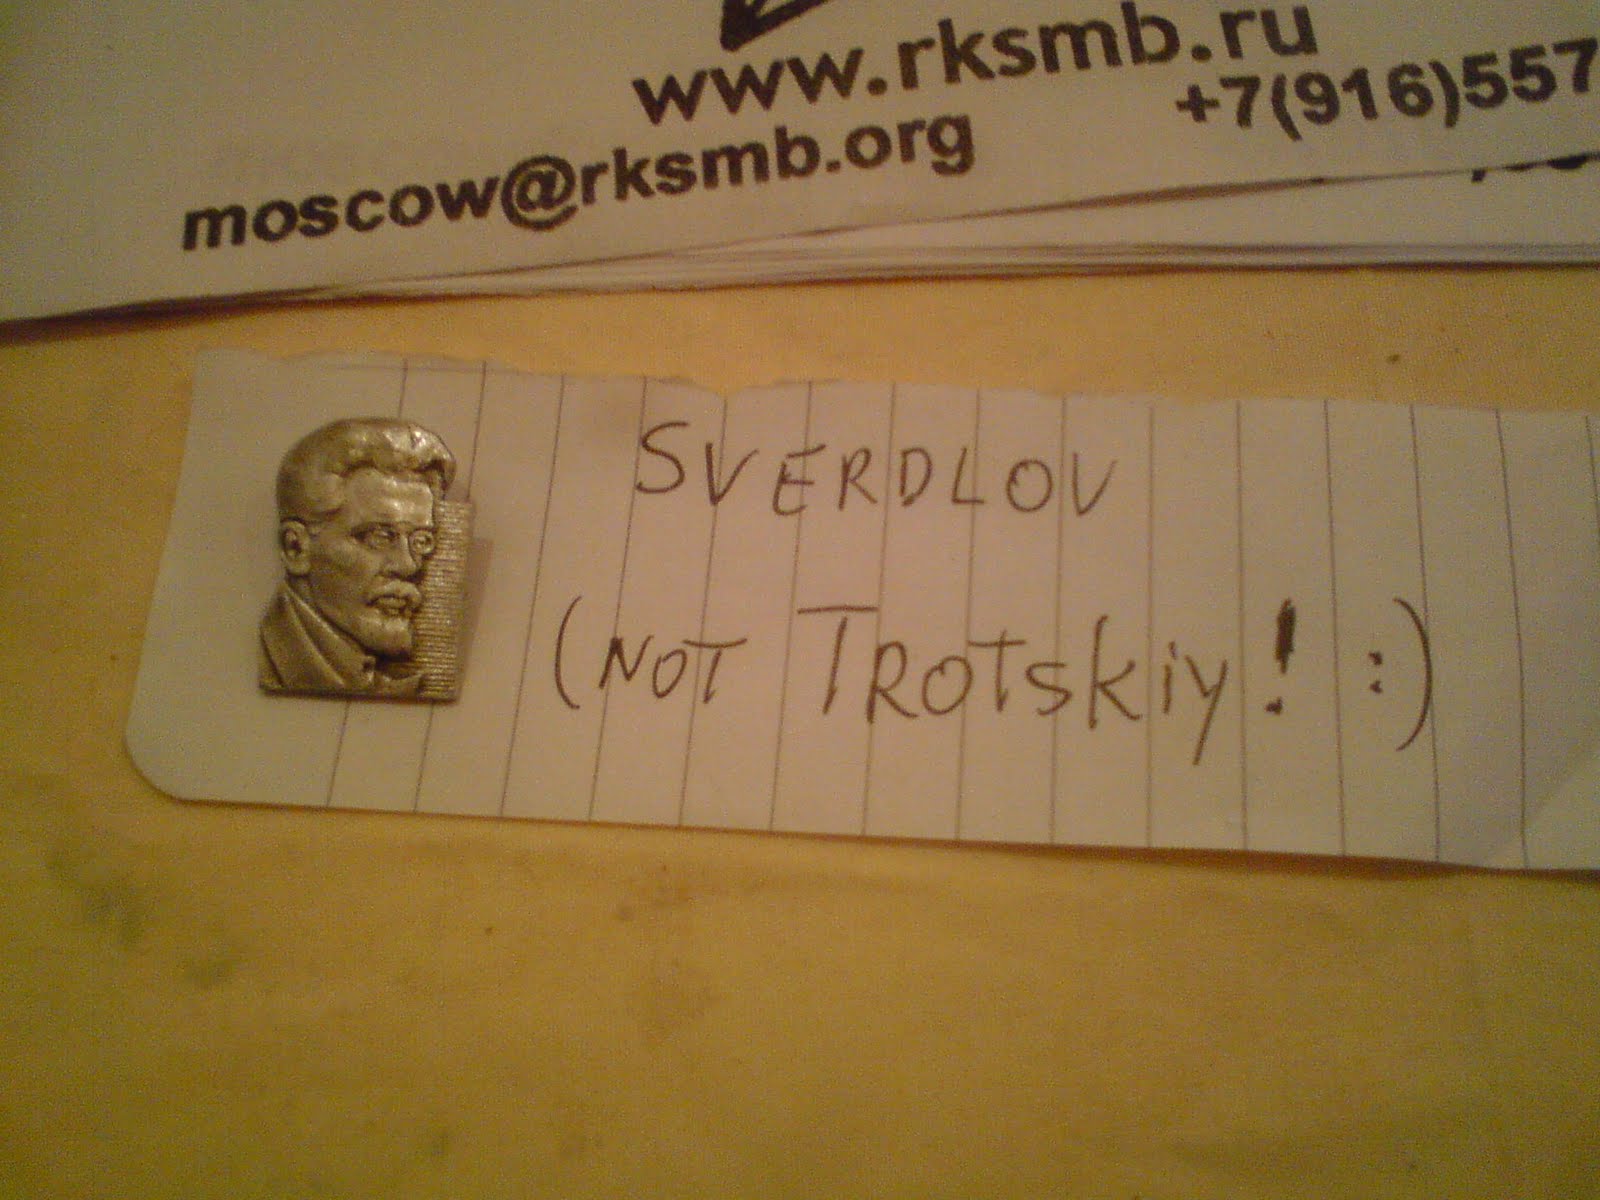 www.rksmb.ru
moscow@rksmb.org
+7(916)557
SVERDLOV
(NOT TROTSKIY! :)